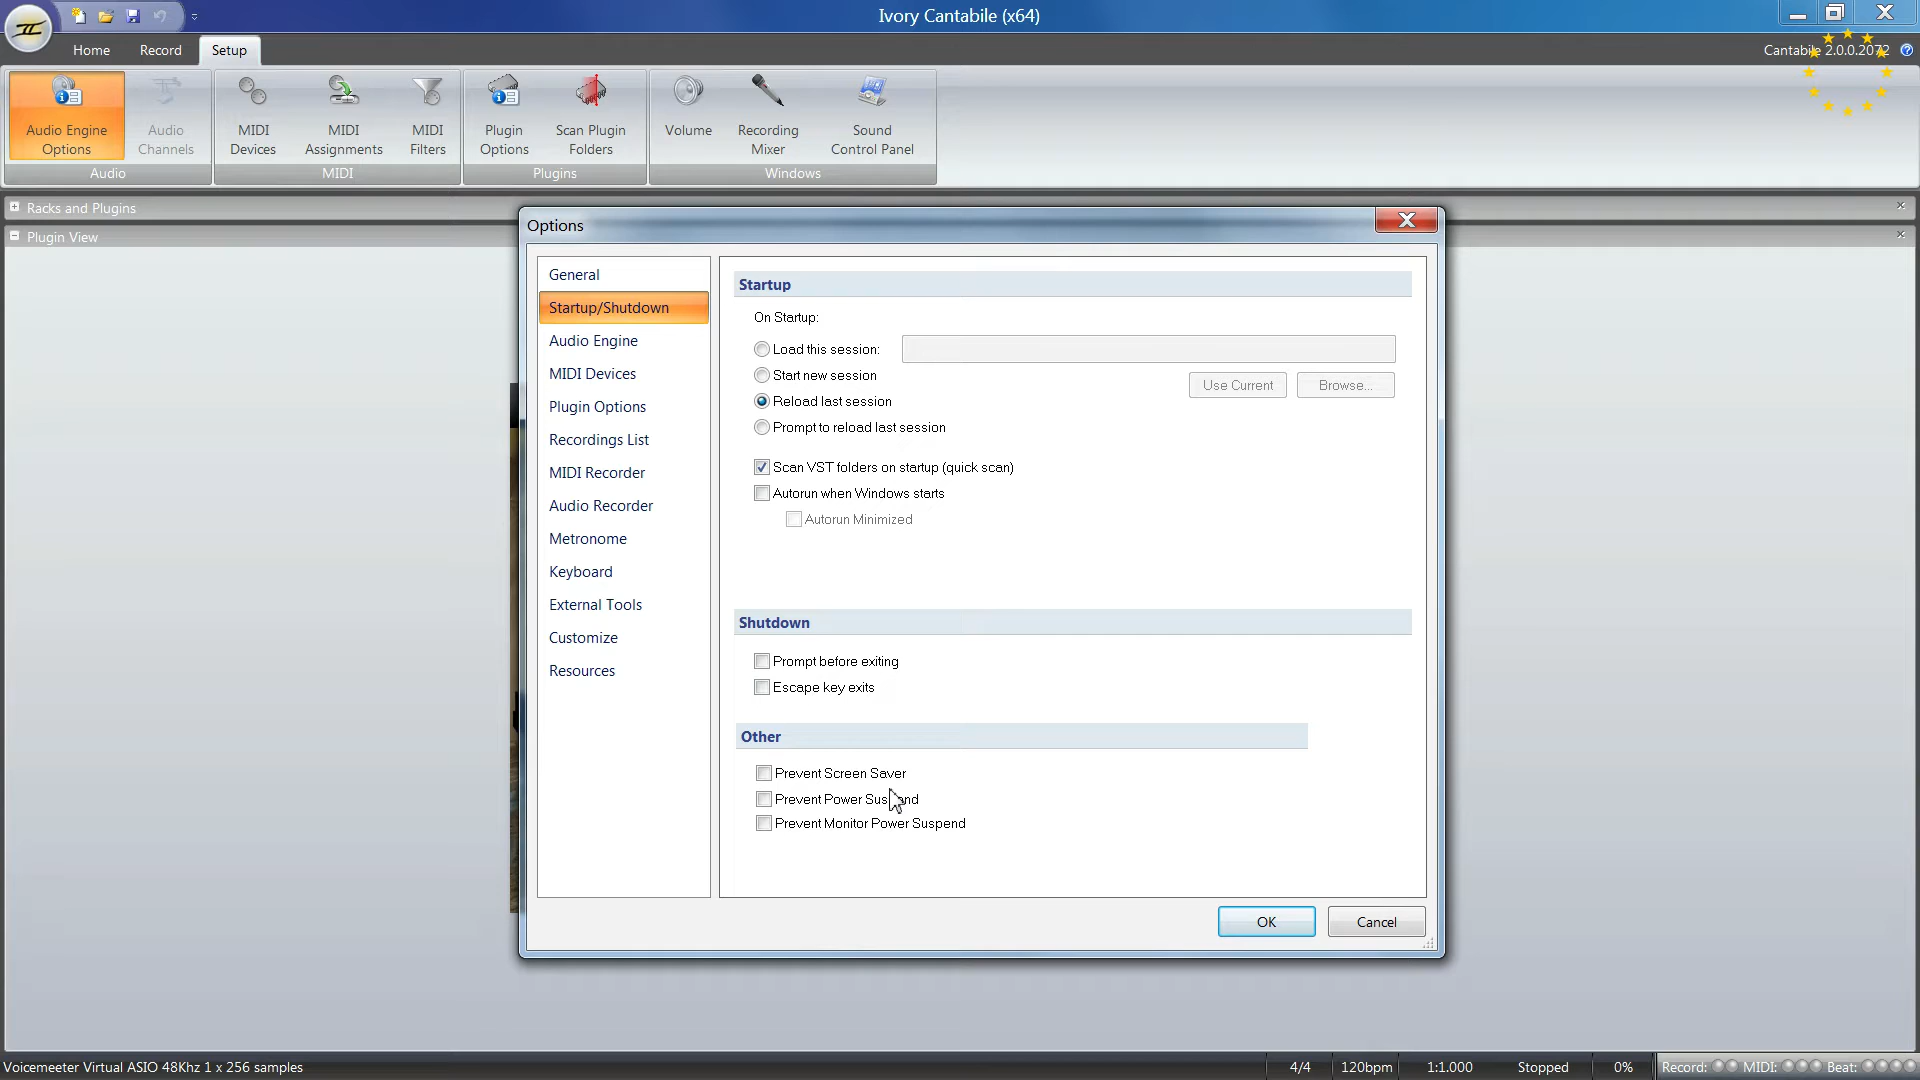 Ivory Cantabile (x64)
Home Record Setup
Cantabile 2.0.0.2072
Audio Engine Options
Audio Channels
MIDI Devices
MIDI Assignments
MIDI Filters
Plugin Options
Scan Plugin Folders
Volume
Recording Mixer
Sound Control Panel
Audio MIDI Plugins Windows
Racks and Plugins
Plugin View
Options
General
Startup/Shutdown
Audio Engine
MIDI Devices
Plugin Options
Recordings List
MIDI Recorder
Audio Recorder
Metronome
Keyboard
External Tools
Customize
Resources
Startup
On Startup:
Load this session:
Start new session
Use Current Browse...
Reload last session
Prompt to reload last session
Scan VST folders on startup (quick scan)
Autorun when Windows starts
Autorun Minimized
Shutdown
Prompt before exiting
Escape key exits
Other
Prevent Screen Saver
Prevent Power Suspend
Prevent Monitor Power Suspend
OK Cancel
Voicemeeter Virtual ASIO 48Khz 1 x 256 samples 4/4 120bpm 1:1.000 Stopped 0% Record: MIDI: Beat: